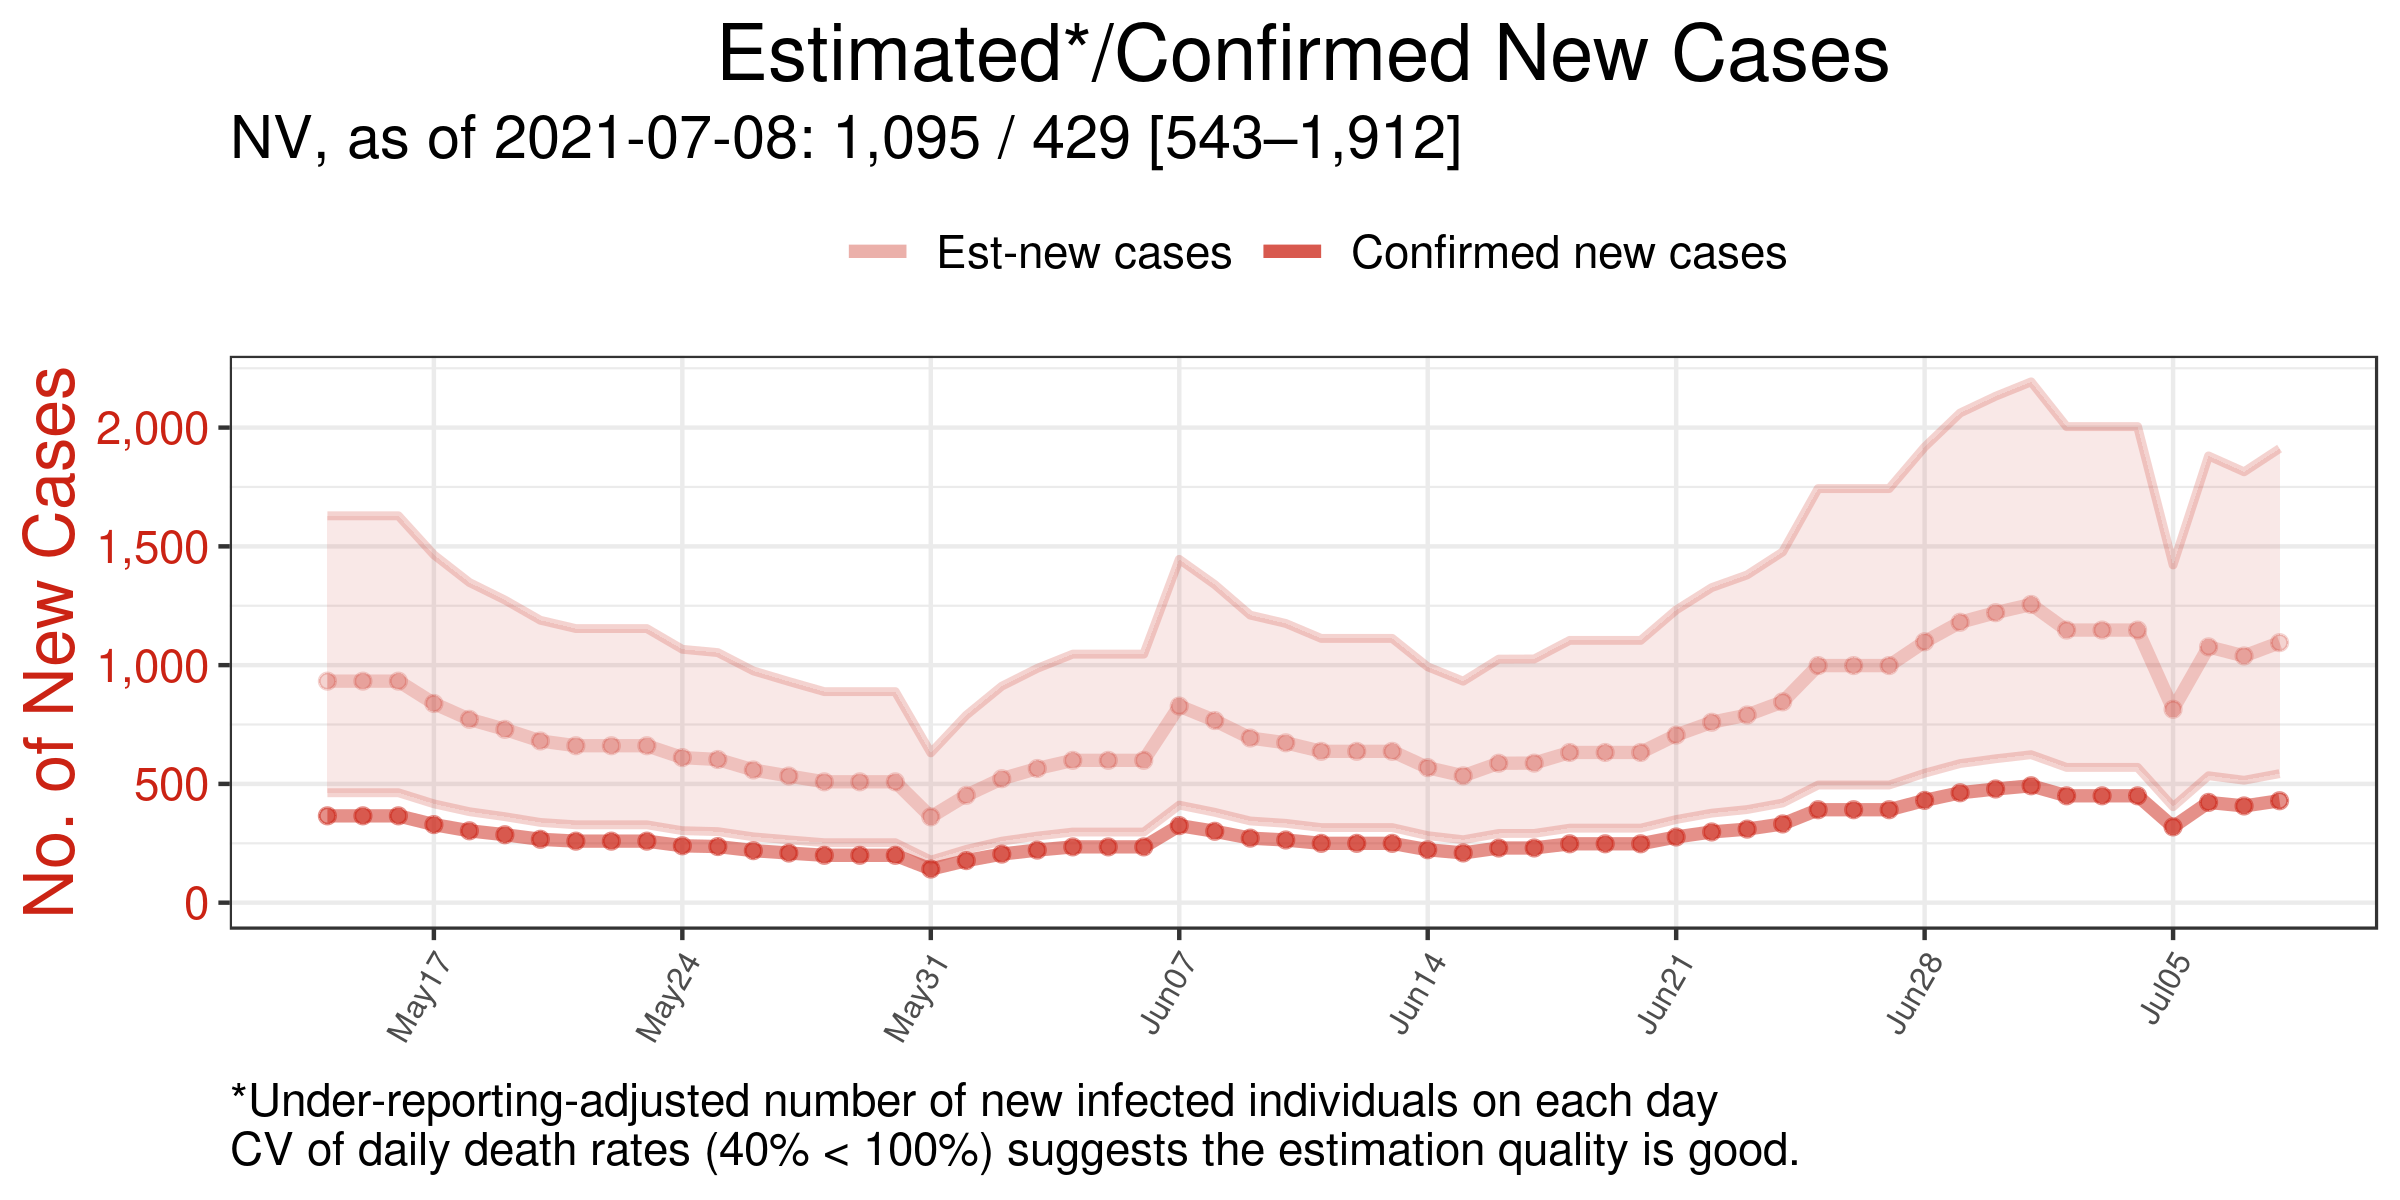 Estimated*/Confirmed New Cases
NV, as of 2021-07-08: 1,095 / 429 [543–1,912]
Est-new cases
Confirmed new cases
No. of New Cases
2,000
1,500
1,000
500
0
May17
May24
May31
Jun07
Jun14
Jun21
Jun28
Jul05
*Under-reporting-adjusted number of new infected individuals on each day
CV of daily death rates (40% < 100%) suggests the estimation quality is good.